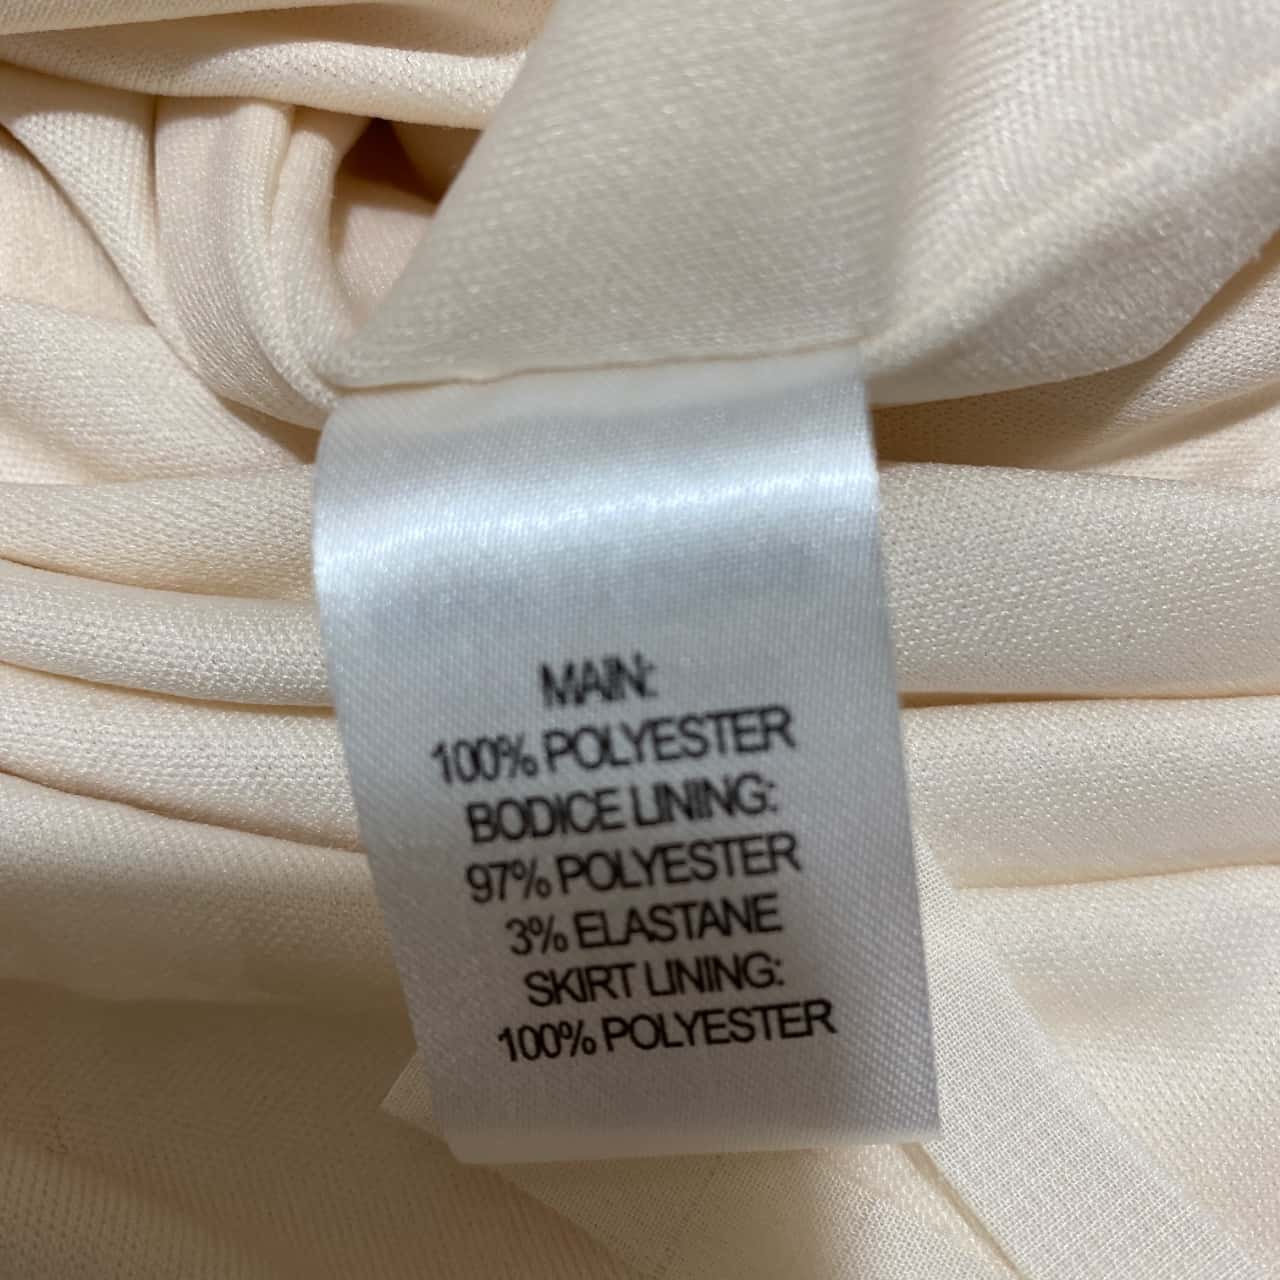 MAIN:
100% POLYESTER
BODICE LINING:
97% POLYESTER
3% ELASTANE
SKIRT LINING:
100% POLYESTER